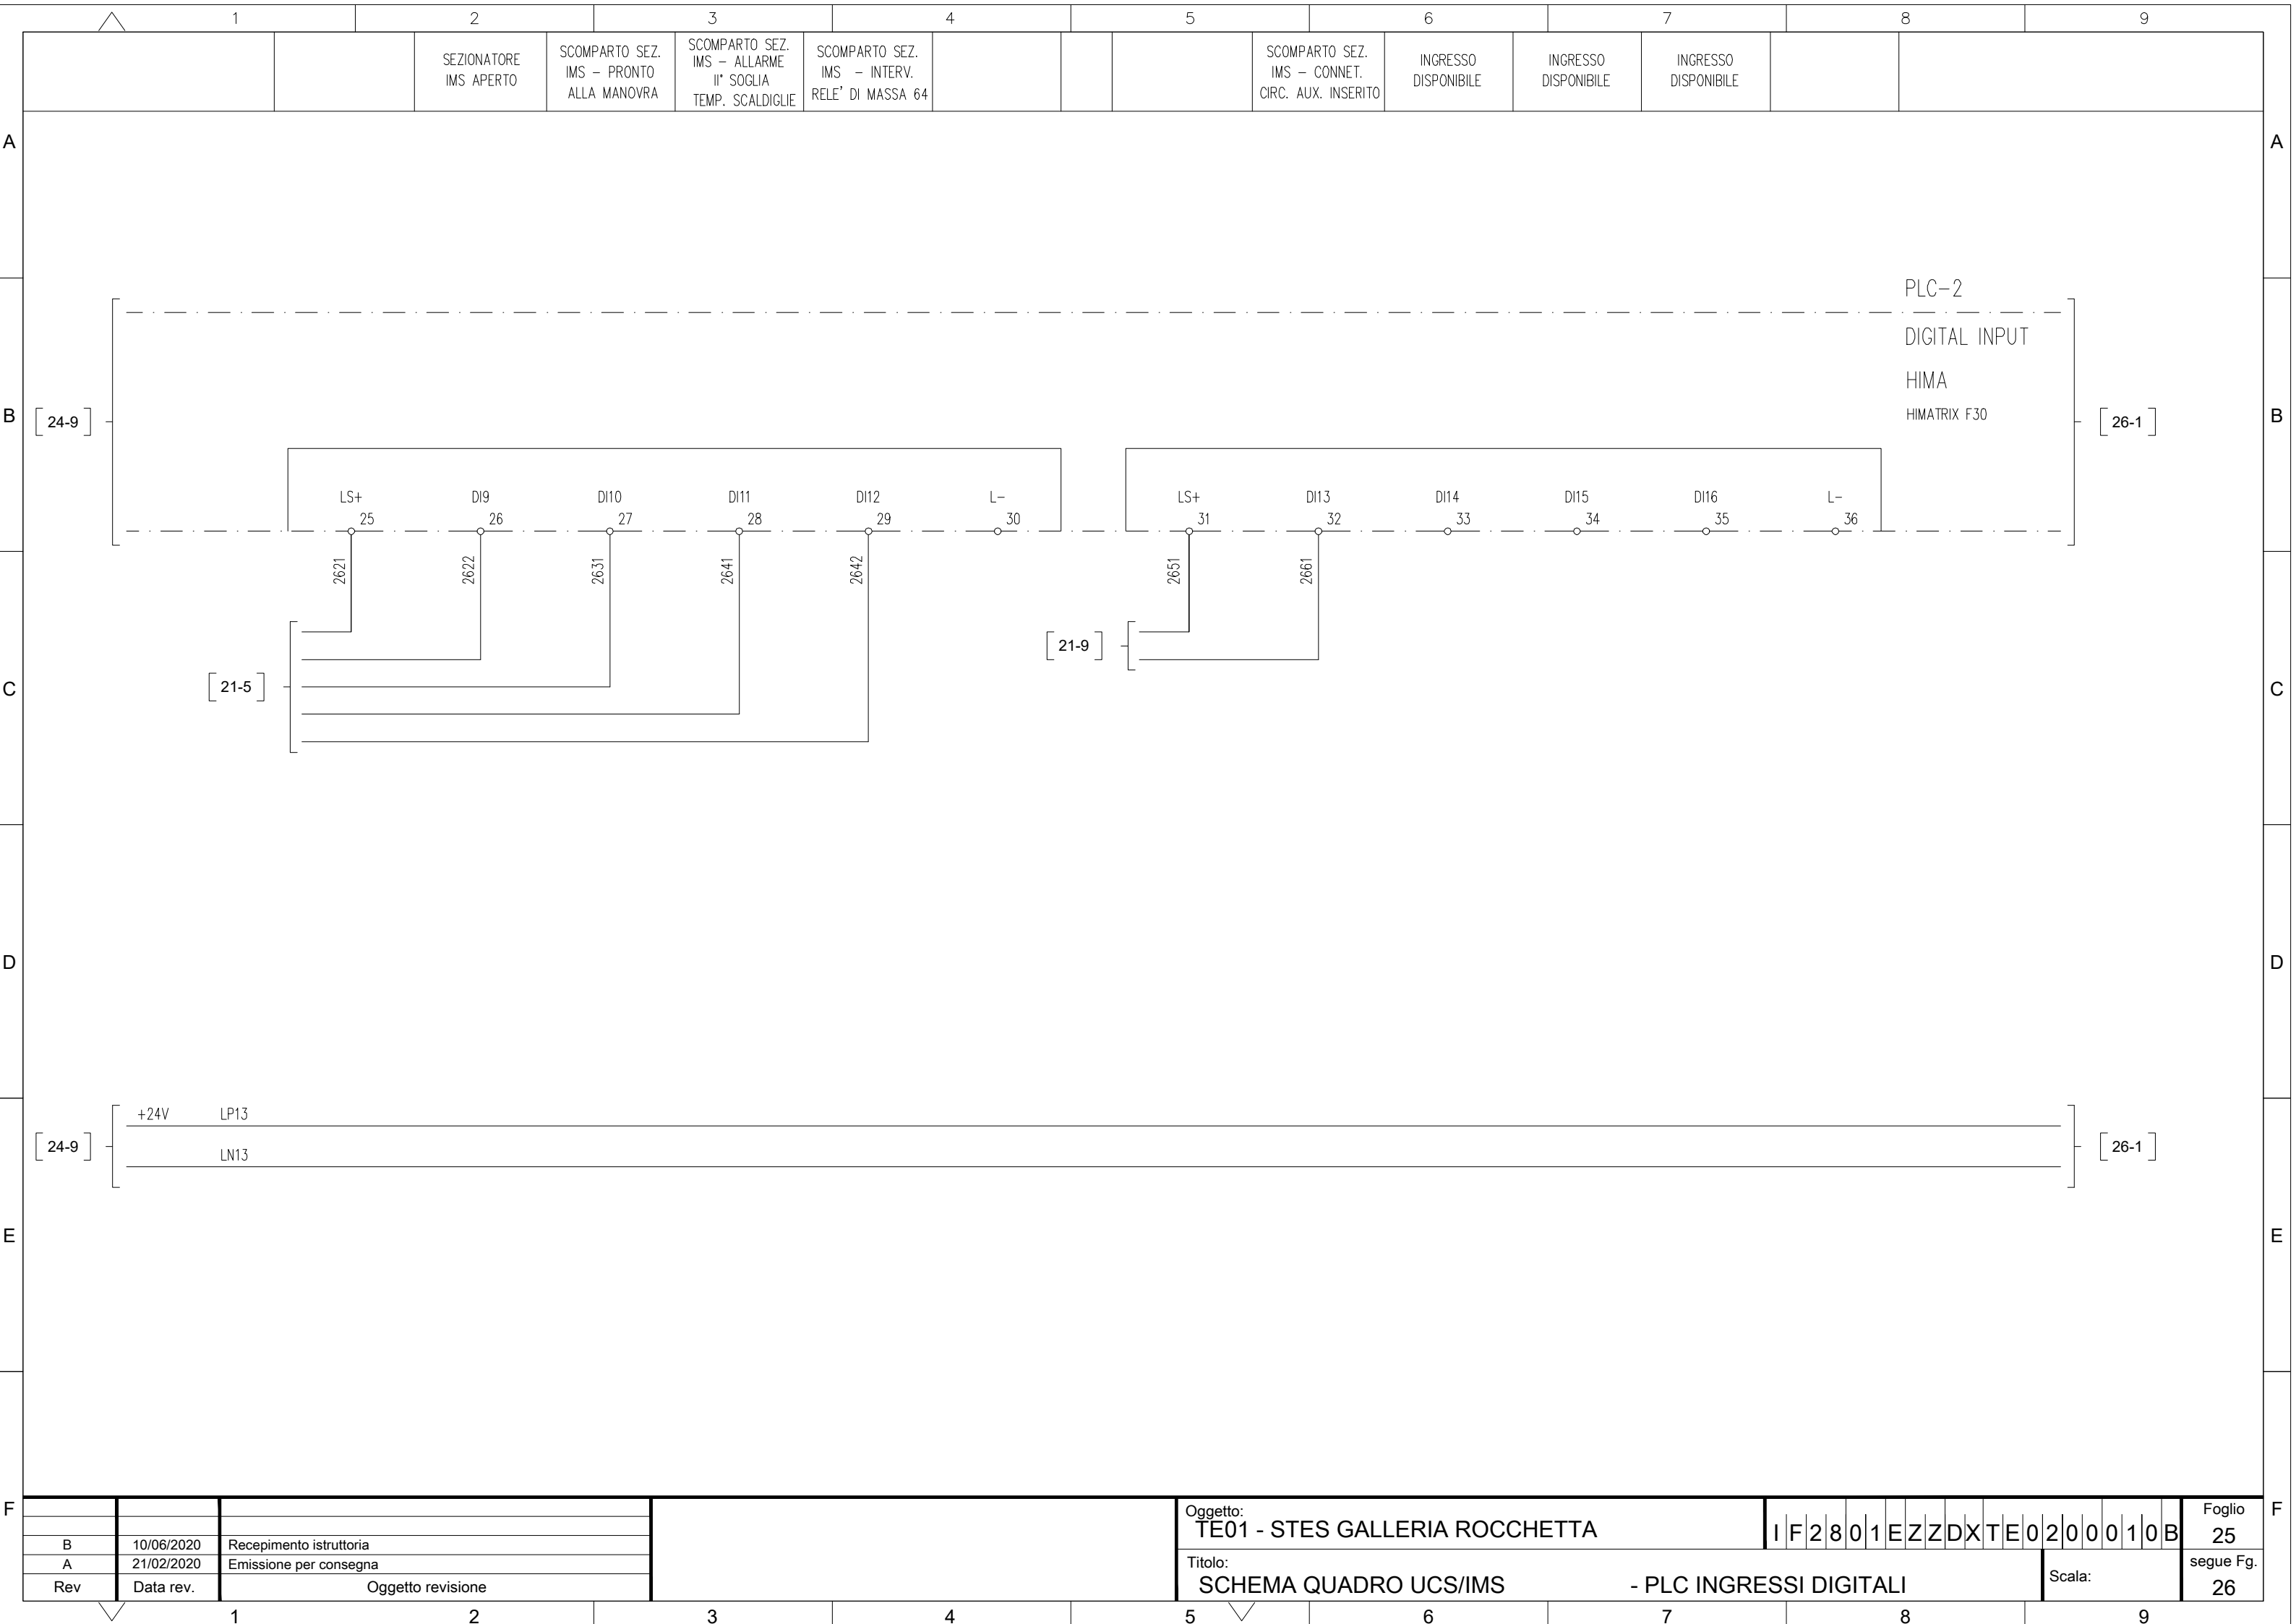 1 2 3 4 5 6 7 8 9
SEZIONATORE
IMS APERTO
SCOMPARTO SEZ.
IMS - PRONTO
ALLA MANOVRA
SCOMPARTO SEZ.
IMS - ALLARME
II° SOGLIA
TEMP. SCALDIGLIE
SCOMPARTO SEZ.
IMS - INTERV.
RELE' DI MASSA 64
SCOMPARTO SEZ.
IMS - CONNET.
CIRC. AUX. INSERITO
INGRESSO
DISPONIBILE
INGRESSO
DISPONIBILE
INGRESSO
DISPONIBILE
A A
PLC-2
DIGITAL INPUT
HIMA
HIMATRIX F30
B 24-9 26-1 B
LS+ DI9 DI10 DI11 DI12 L- LS+ DI13 DI14 DI15 DI16 L-
25 26 27 28 29 30 31 32 33 34 35 36
2621 2622 2631 2641 2642 2651 2661
21-9
C 21-5 C
D D
+24V LP13
24-9 26-1
LN13
E E
F F
B 10/06/2020 Recepimento istruttoria
A 21/02/2020 Emissione per consegna
Rev Data rev. Oggetto revisione
Oggetto:
TE01 - STES GALLERIA ROCCHETTA
IF2801EZZDXTE0200010B
Foglio
25
Titolo:
SCHEMA QUADRO UCS/IMS - PLC INGRESSI DIGITALI
Scala:
segue Fg.
26
1 2 3 4 5 6 7 8 9